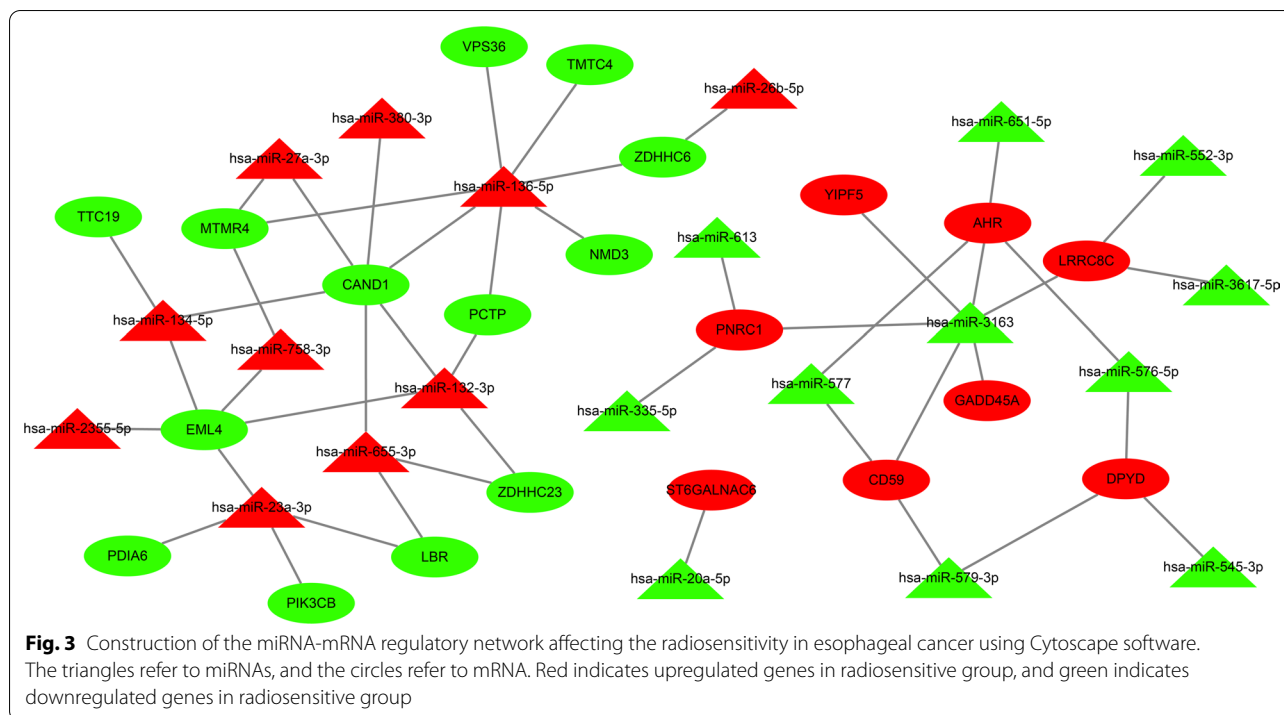 VPS36
TMTC4
hsa-miR-26b-5p
hsa-miR-380-3p
hsa-miR-651-5p
hsa-miR-27a-3p
ZDHHC6
hsa-miR-552-3p
hsa-miR-136-5p
YIPF5
TTC19
MTMR4
AHR
hsa-miR-613
NMD3
LRRC8C
CAND1
hsa-miR-3617-5p
hsa-miR-134-5p
PCTP
PNRC1
hsa-miR-3163
hsa-miR-758-3p
hsa-miR-576-5p
hsa-miR-577
hsa-miR-132-3p
GADD45A
hsa-miR-335-5p
hsa-miR-2355-5p
EML4
hsa-miR-655-3p
CD59
DPYD
ZDHHC23
ST6GALNAC6
hsa-miR-23a-3p
PDIA6
LBR
hsa-miR-545-3p
hsa-miR-20a-5p
hsa-miR-579-3p
PIK3CB
Fig. 3 Construction of the miRNA-mRNA regulatory network affecting the radiosensitivity in esophageal cancer using Cytoscape software.
The triangles refer to miRNAs, and the circles refer to mRNA. Red indicates upregulated genes in radiosensitive group, and green indicates
downregulated genes in radiosensitive group